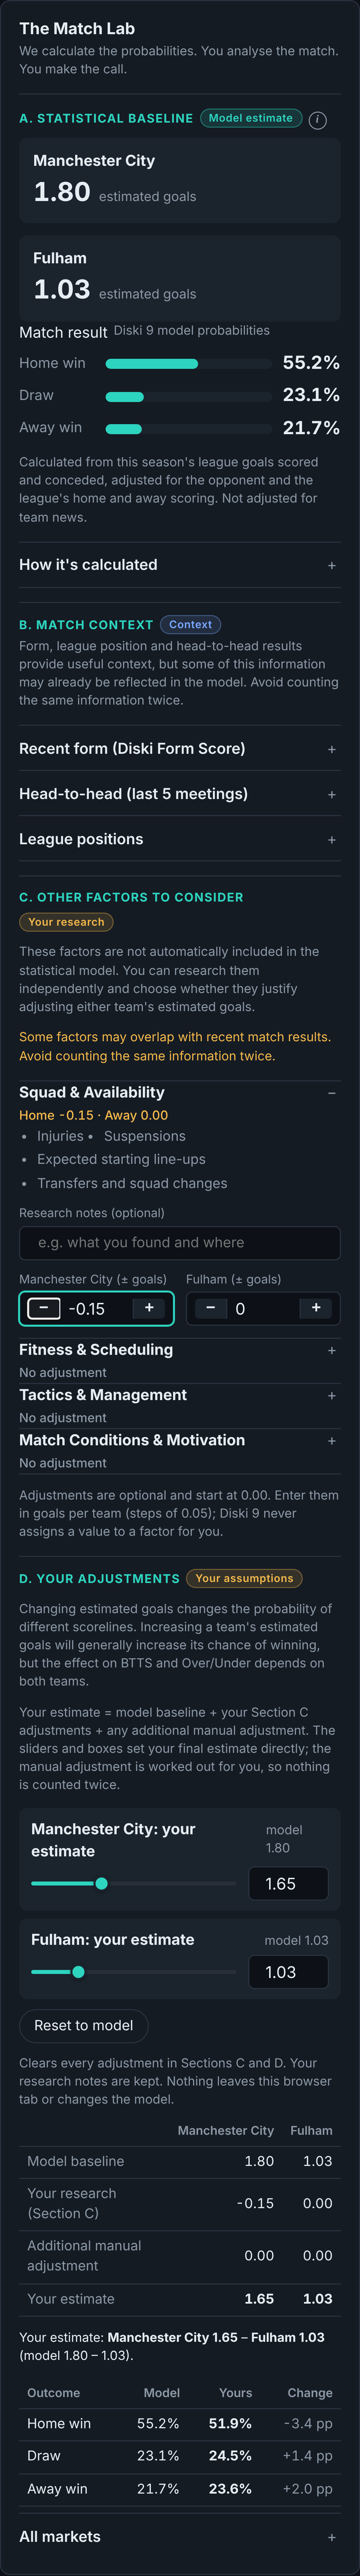 The Match Lab
We calculate the probabilities. You analyse the match.
You make the call.
A. STATISTICAL BASELINE Model estimate i
Manchester City
1.80 estimated goals
Fulham
1.03 estimated goals
Match result Diski 9 model probabilities
Home win 55.2%
Draw 23.1%
Away win 21.7%
Calculated from this season's league goals scored
and conceded, adjusted for the opponent and the
league's home and away scoring. Not adjusted for
team news.
How it's calculated +
B. MATCH CONTEXT Context
Form, league position and head-to-head results
provide useful context, but some of this information
may already be reflected in the model. Avoid counting
the same information twice.
Recent form (Diski Form Score) +
Head-to-head (last 5 meetings) +
League positions +
C. OTHER FACTORS TO CONSIDER
Your research
These factors are not automatically included in the
statistical model. You can research them
independently and choose whether they justify
adjusting either team's estimated goals.
Some factors may overlap with recent match results.
Avoid counting the same information twice.
Squad & Availability −
Home -0.15 · Away 0.00
• Injuries • Suspensions
• Expected starting line-ups
• Transfers and squad changes
Research notes (optional)
e.g. what you found and where
Manchester City (± goals) Fulham (± goals)
− -0.15 + − 0 +
Fitness & Scheduling +
No adjustment
Tactics & Management +
No adjustment
Match Conditions & Motivation +
No adjustment
Adjustments are optional and start at 0.00. Enter them
in goals per team (steps of 0.05); Diski 9 never
assigns a value to a factor for you.
D. YOUR ADJUSTMENTS Your assumptions
Changing estimated goals changes the probability of
different scorelines. Increasing a team's estimated
goals will generally increase its chance of winning,
but the effect on BTTS and Over/Under depends on
both teams.
Your estimate = model baseline + your Section C
adjustments + any additional manual adjustment. The
sliders and boxes set your final estimate directly; the
manual adjustment is worked out for you, so nothing
is counted twice.
Manchester City: your model
estimate 1.80
1.65
Fulham: your estimate model 1.03
1.03
Reset to model
Clears every adjustment in Sections C and D. Your
research notes are kept. Nothing leaves this browser
tab or changes the model.
Manchester City Fulham
Model baseline 1.80 1.03
Your research
(Section C) -0.15 0.00
Additional manual
adjustment 0.00 0.00
Your estimate 1.65 1.03
Your estimate: Manchester City 1.65 – Fulham 1.03
(model 1.80 – 1.03).
Outcome Model Yours Change
Home win 55.2% 51.9% -3.4 pp
Draw 23.1% 24.5% +1.4 pp
Away win 21.7% 23.6% +2.0 pp
All markets +